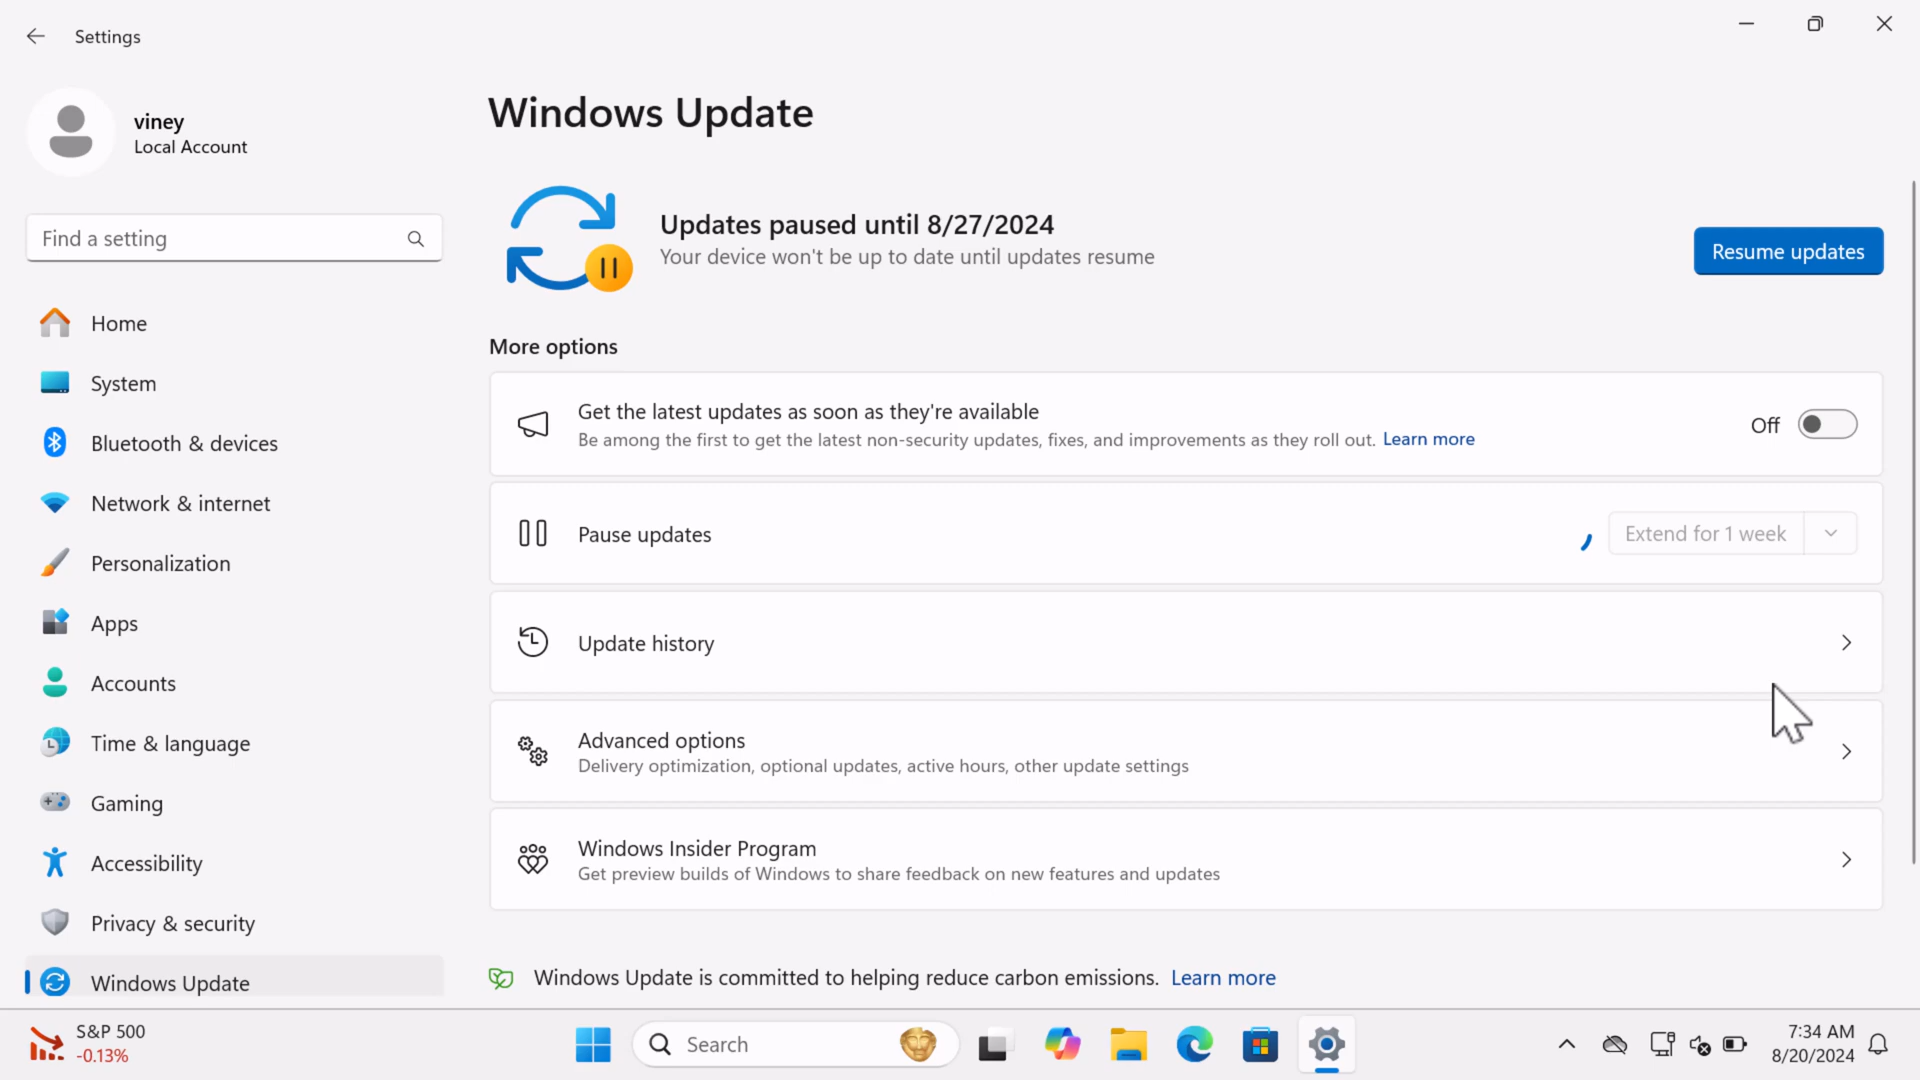 Settings
viney
Local Account
Find a setting
Home
System
Bluetooth & devices
Network & internet
Personalization
Apps
Accounts
Time & language
Gaming
Accessibility
Privacy & security
Windows Update
Windows Update
Updates paused until 8/27/2024
Your device won't be up to date until updates resume
Resume updates
More options
Get the latest updates as soon as they're available
Be among the first to get the latest non-security updates, fixes, and improvements as they roll out. Learn more
Off
Pause updates
Extend for 1 week
Update history
Advanced options
Delivery optimization, optional updates, active hours, other update settings
Windows Insider Program
Get preview builds of Windows to share feedback on new features and updates
Windows Update is committed to helping reduce carbon emissions. Learn more
S&P 500
-0.13%
Search
7:34 AM
8/20/2024